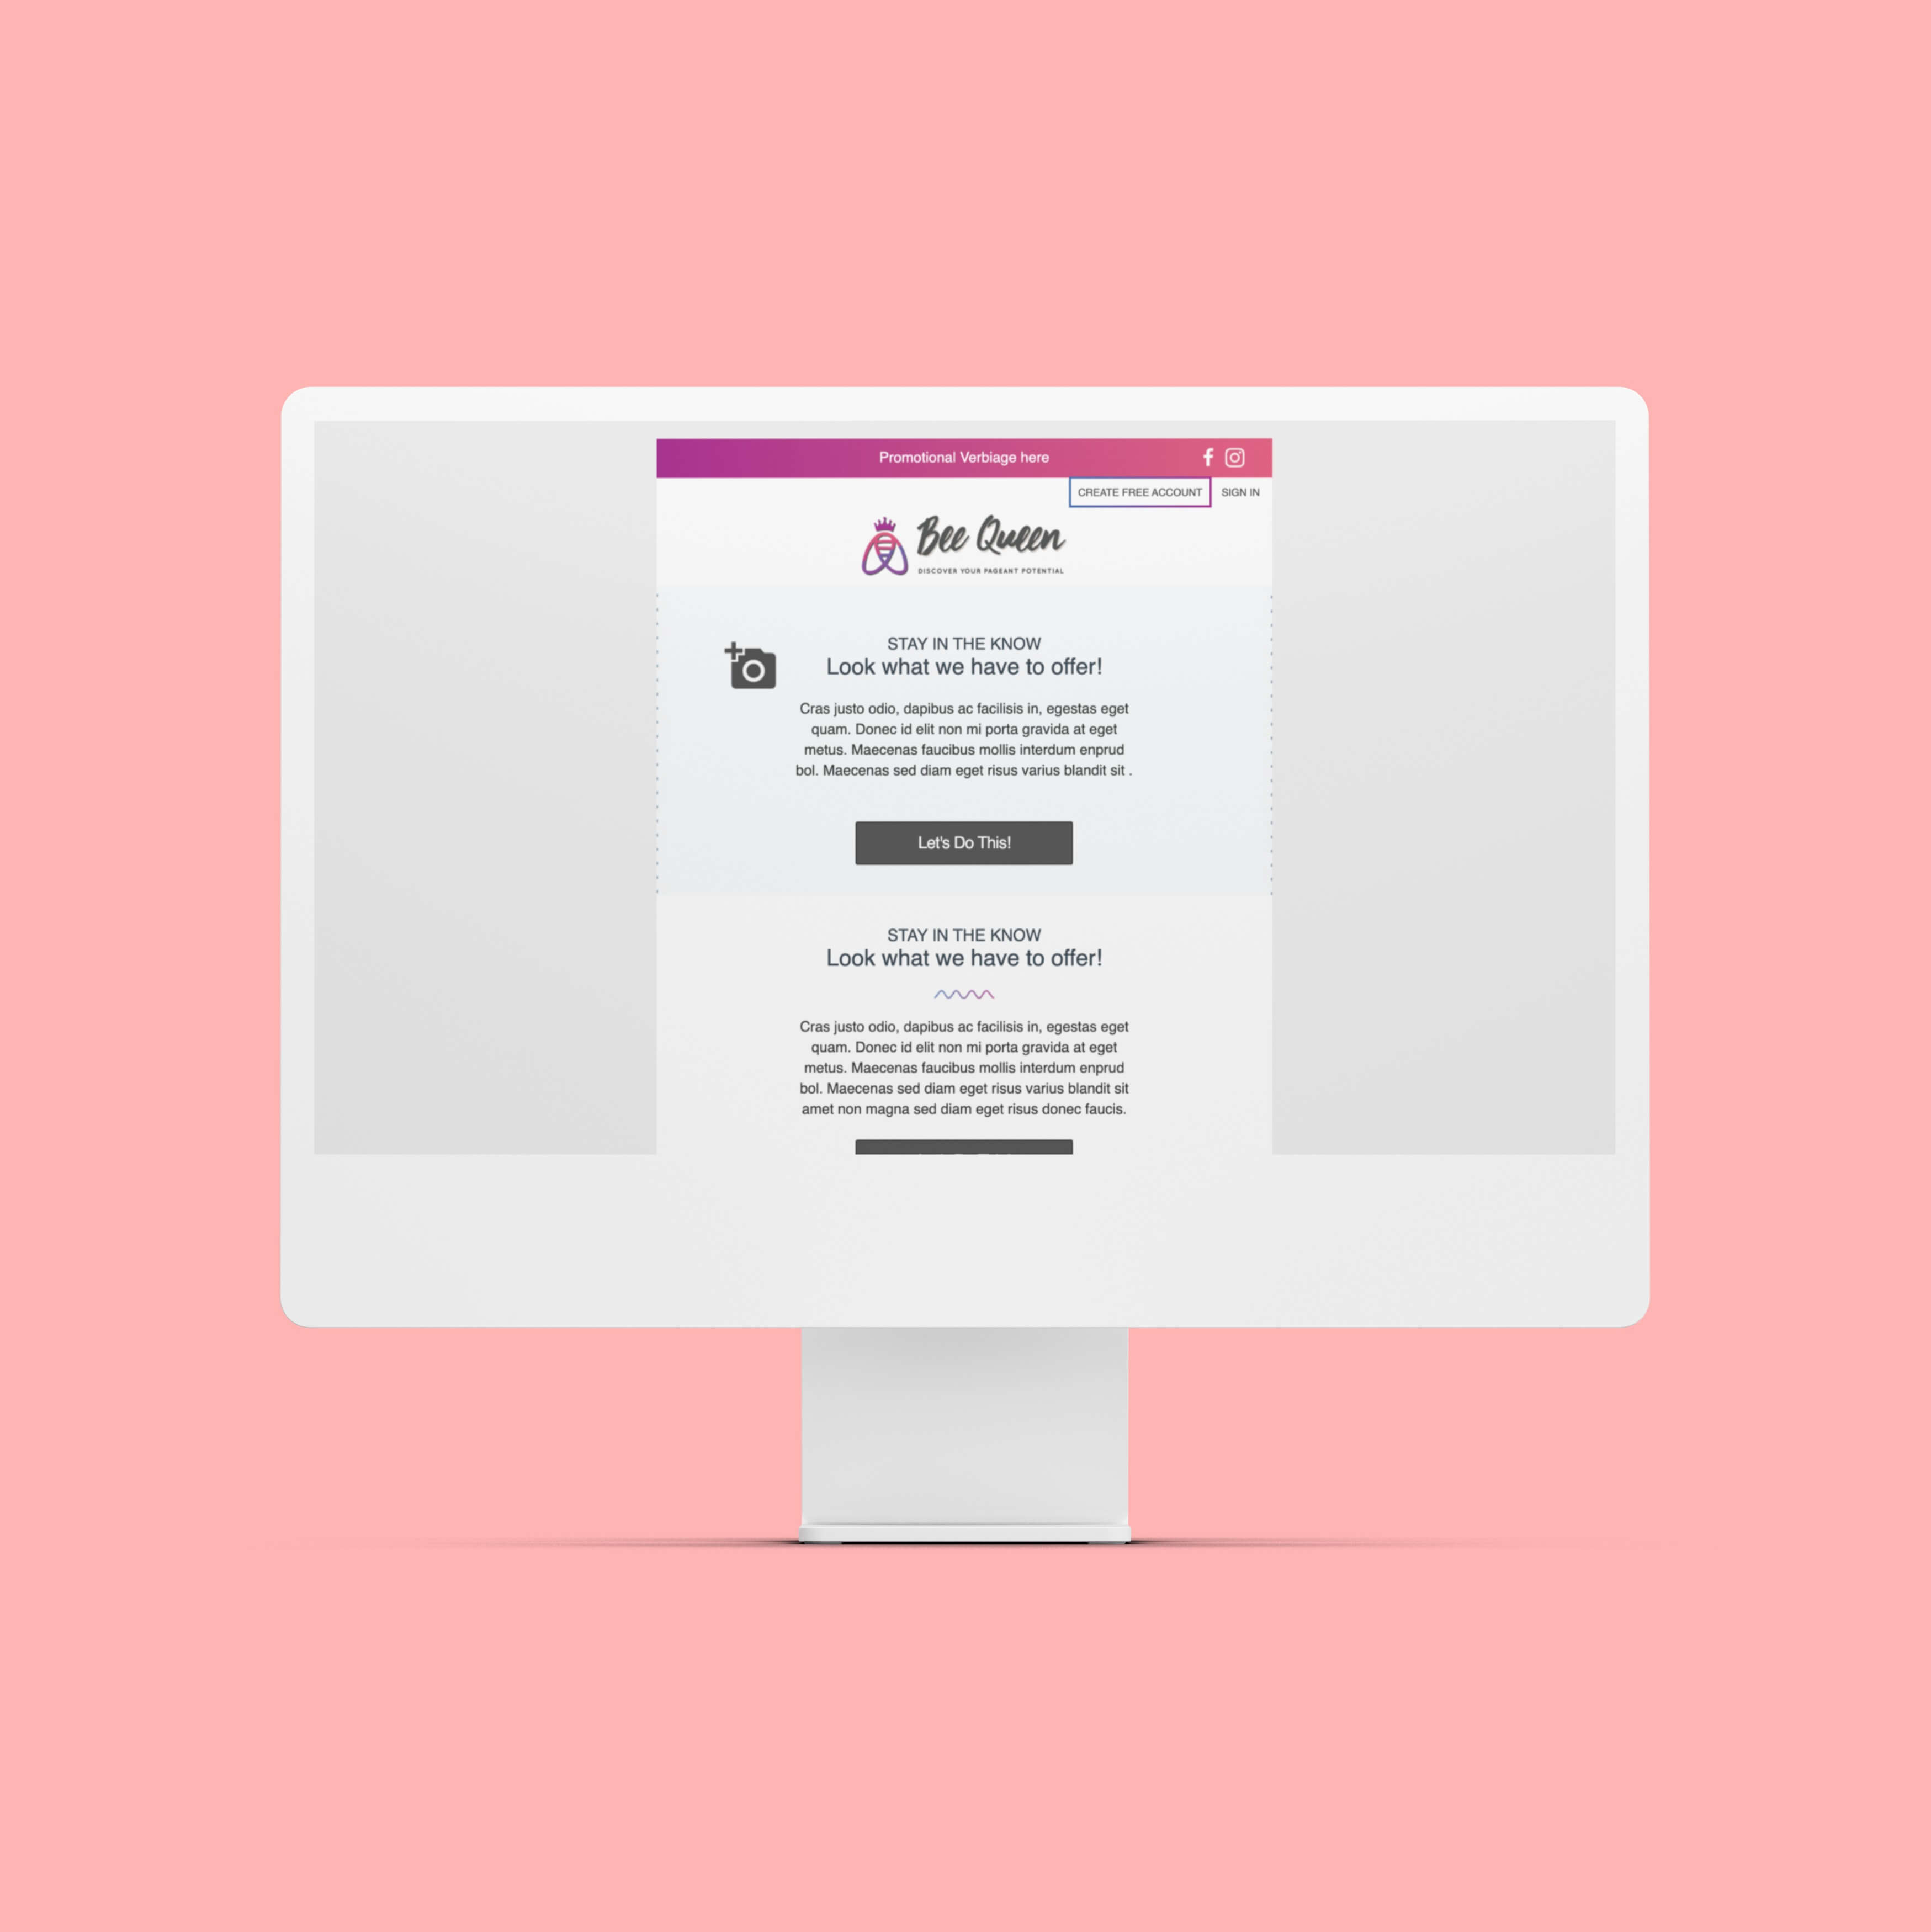 Promotional Verbiage here
CREATE FREE ACCOUNT SIGN IN
Bee Queen
DISCOVER YOUR PAGEANT POTENTIAL
STAY IN THE KNOW
Look what we have to offer!
Cras justo odio, dapibus ac facilisis in, egestas eget
quam. Donec id elit non mi porta gravida at eget
metus. Maecenas faucibus mollis interdum enprud
bol. Maecenas sed diam eget risus varius blandit sit .
Let's Do This!
STAY IN THE KNOW
Look what we have to offer!
Cras justo odio, dapibus ac facilisis in, egestas eget
quam. Donec id elit non mi porta gravida at eget
metus. Maecenas faucibus mollis interdum enprud
bol. Maecenas sed diam eget risus varius blandit sit
amet non magna sed diam eget risus donec faucis.